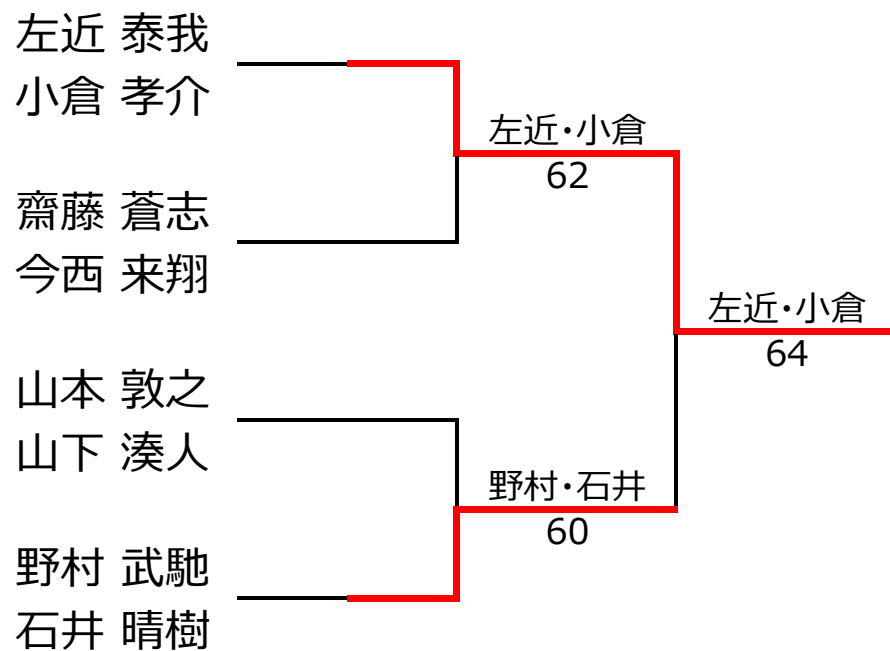 左近 泰我
小倉 孝介
左近・小倉
62
齋藤 蒼志
今西 来翔
左近・小倉
64
山本 敦之
山下 湊人
野村・石井
60
野村 武馳
石井 晴樹